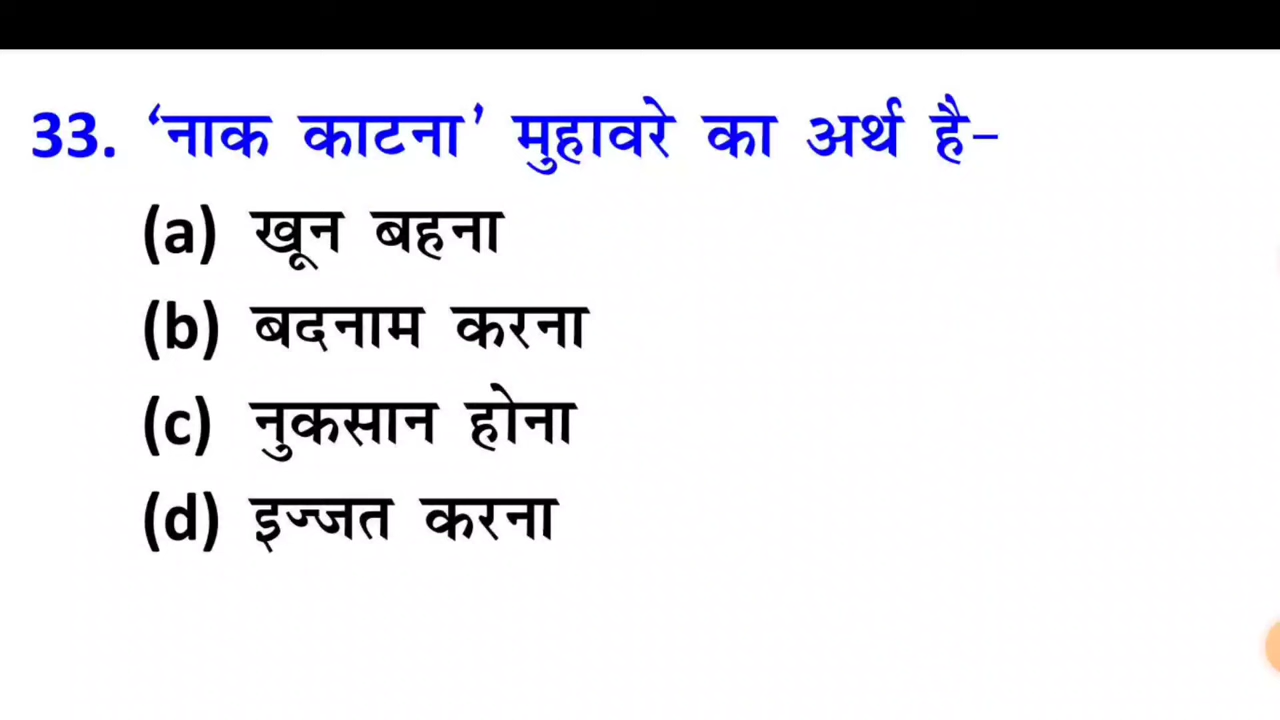 33. ‘नाक काटना’ मुहावरे का अर्थ है–
(a) खून बहना
(b) बदनाम करना
(c) नुकसान होना
(d) इज्जत करना